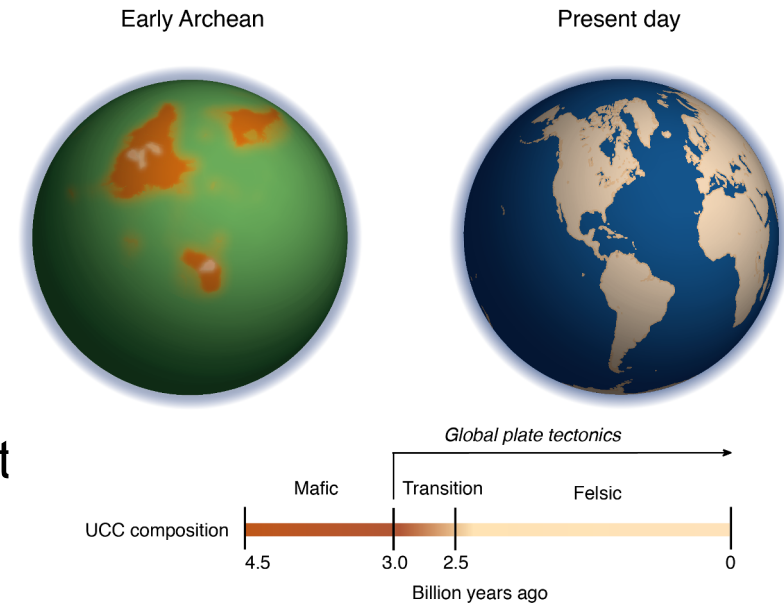 Early Archean
Present day
t
Global plate tectonics
Mafic
Transition
Felsic
UCC composition
4.5
3.0
2.5
0
Billion years ago